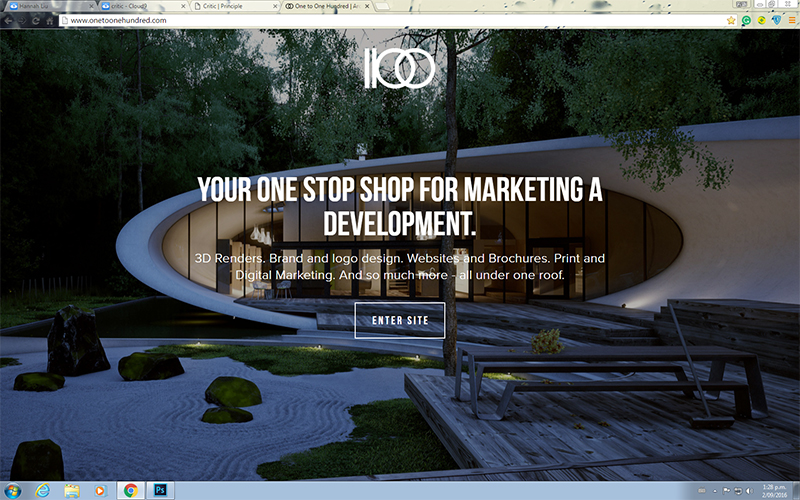 Hannah Liu
critic - Cloud9
Critic | Principle
One to One Hundred | Ar
www.onetoonehundred.com
100
YOUR ONE STOP SHOP FOR MARKETING A
DEVELOPMENT.
3D Renders. Brand and logo design. Websites and Brochures. Print and
Digital Marketing. And so much more - all under one roof.
ENTER SITE
Ps
1:28 p.m.
2/09/2016